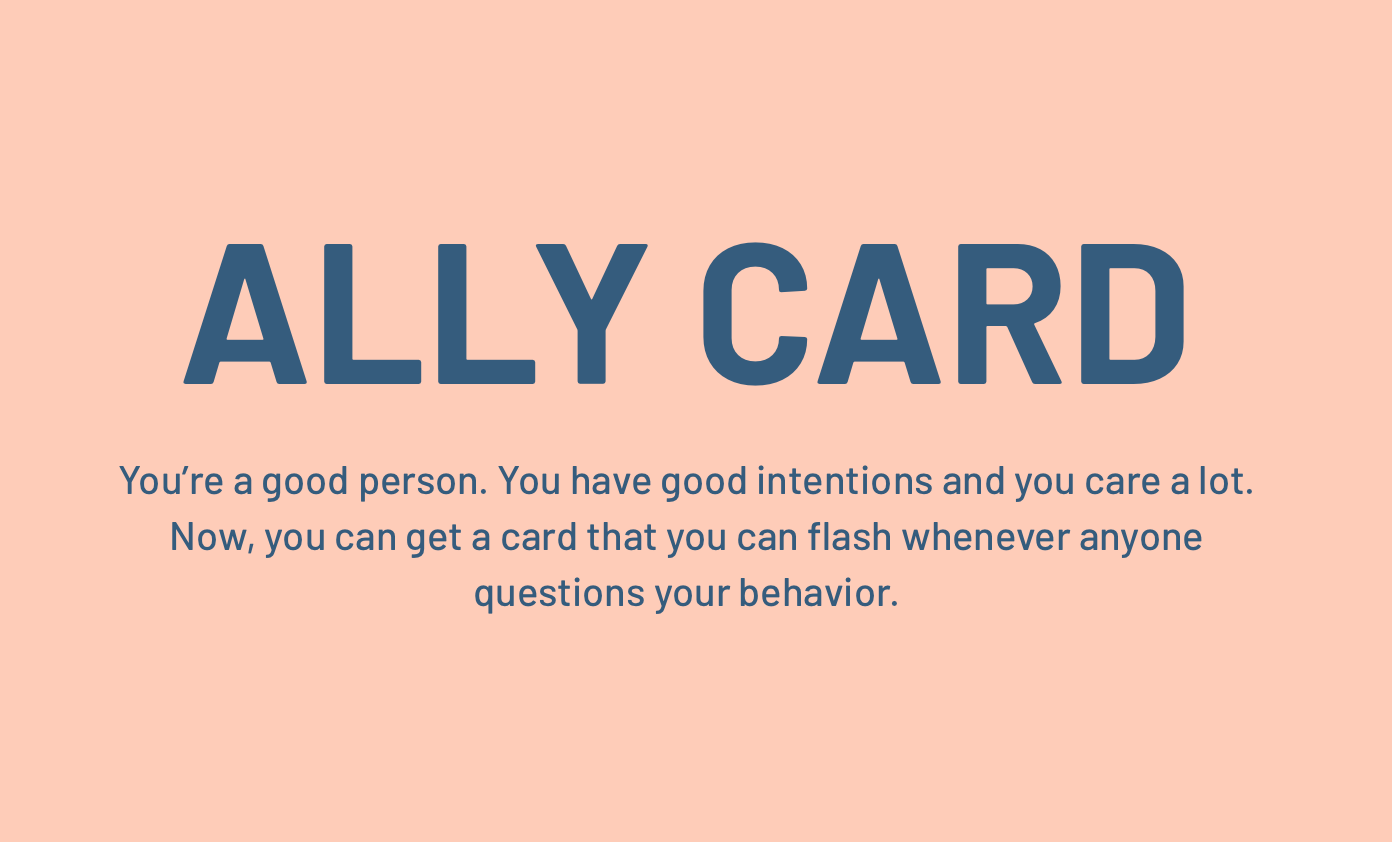 ALLY CARD
You’re a good person. You have good intentions and you care a lot.
Now, you can get a card that you can flash whenever anyone
questions your behavior.